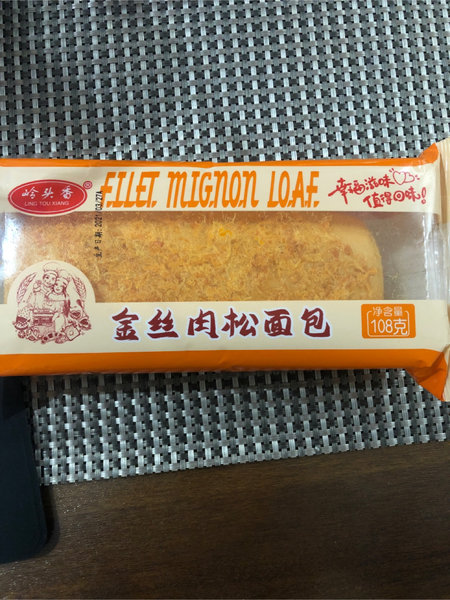 岭头香®
LING TOU XIANG
FILET MIGNON LOAF
幸福滋味
值得回味!
金丝肉松面包
净含量
108克